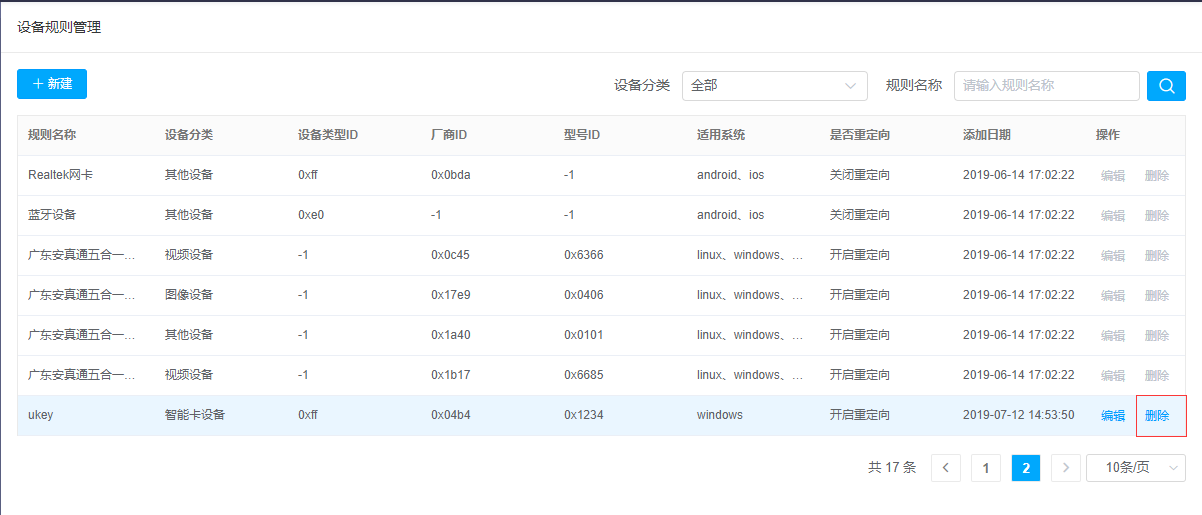 设备规则管理
+ 新建 设备分类 全部 规则名称 请输入规则名称
规则名称 设备分类 设备类型ID 厂商ID 型号ID 适用系统 是否重定向 添加日期 操作
Realtek网卡 其他设备 0xff 0x0bda -1 android、ios 关闭重定向 2019-06-14 17:02:22 编辑 删除
蓝牙设备 其他设备 0xe0 -1 -1 android、ios 关闭重定向 2019-06-14 17:02:22 编辑 删除
广东安真通五合一... 视频设备 -1 0x0c45 0x6366 linux、windows、... 开启重定向 2019-06-14 17:02:22 编辑 删除
广东安真通五合一... 图像设备 -1 0x17e9 0x0406 linux、windows、... 开启重定向 2019-06-14 17:02:22 编辑 删除
广东安真通五合一... 其他设备 -1 0x1a40 0x0101 linux、windows、... 开启重定向 2019-06-14 17:02:22 编辑 删除
广东安真通五合一... 视频设备 -1 0x1b17 0x6685 linux、windows、... 开启重定向 2019-06-14 17:02:22 编辑 删除
ukey 智能卡设备 0xff 0x04b4 0x1234 windows 开启重定向 2019-07-12 14:53:50 编辑 删除
共 17 条 1 2 10条/页